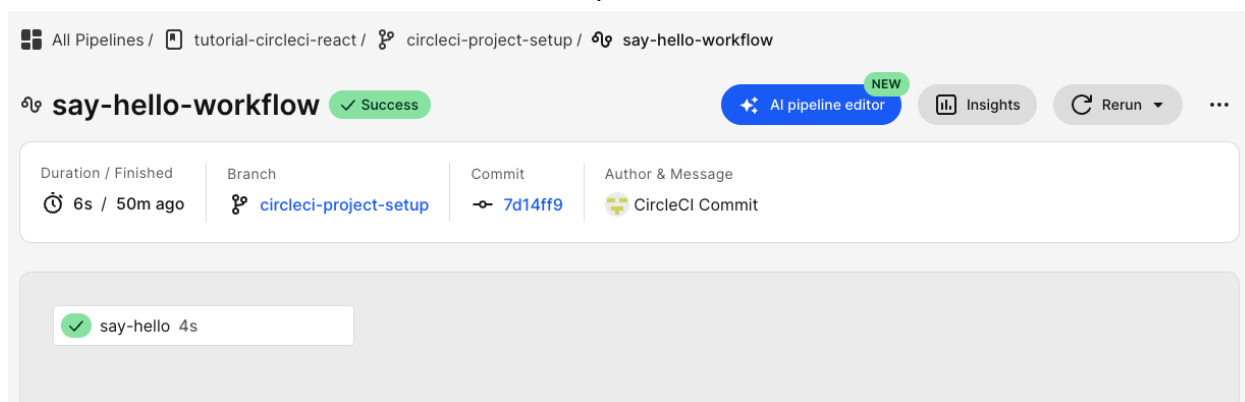 All Pipelines / tutorial-circleci-react / circleci-project-setup / say-hello-workflow
NEW
say-hello-workflow Success AI pipeline editor Insights Rerun
Duration / Finished Branch Commit Author & Message
6s / 50m ago circleci-project-setup 7d14ff9 CircleCI Commit
say-hello 4s